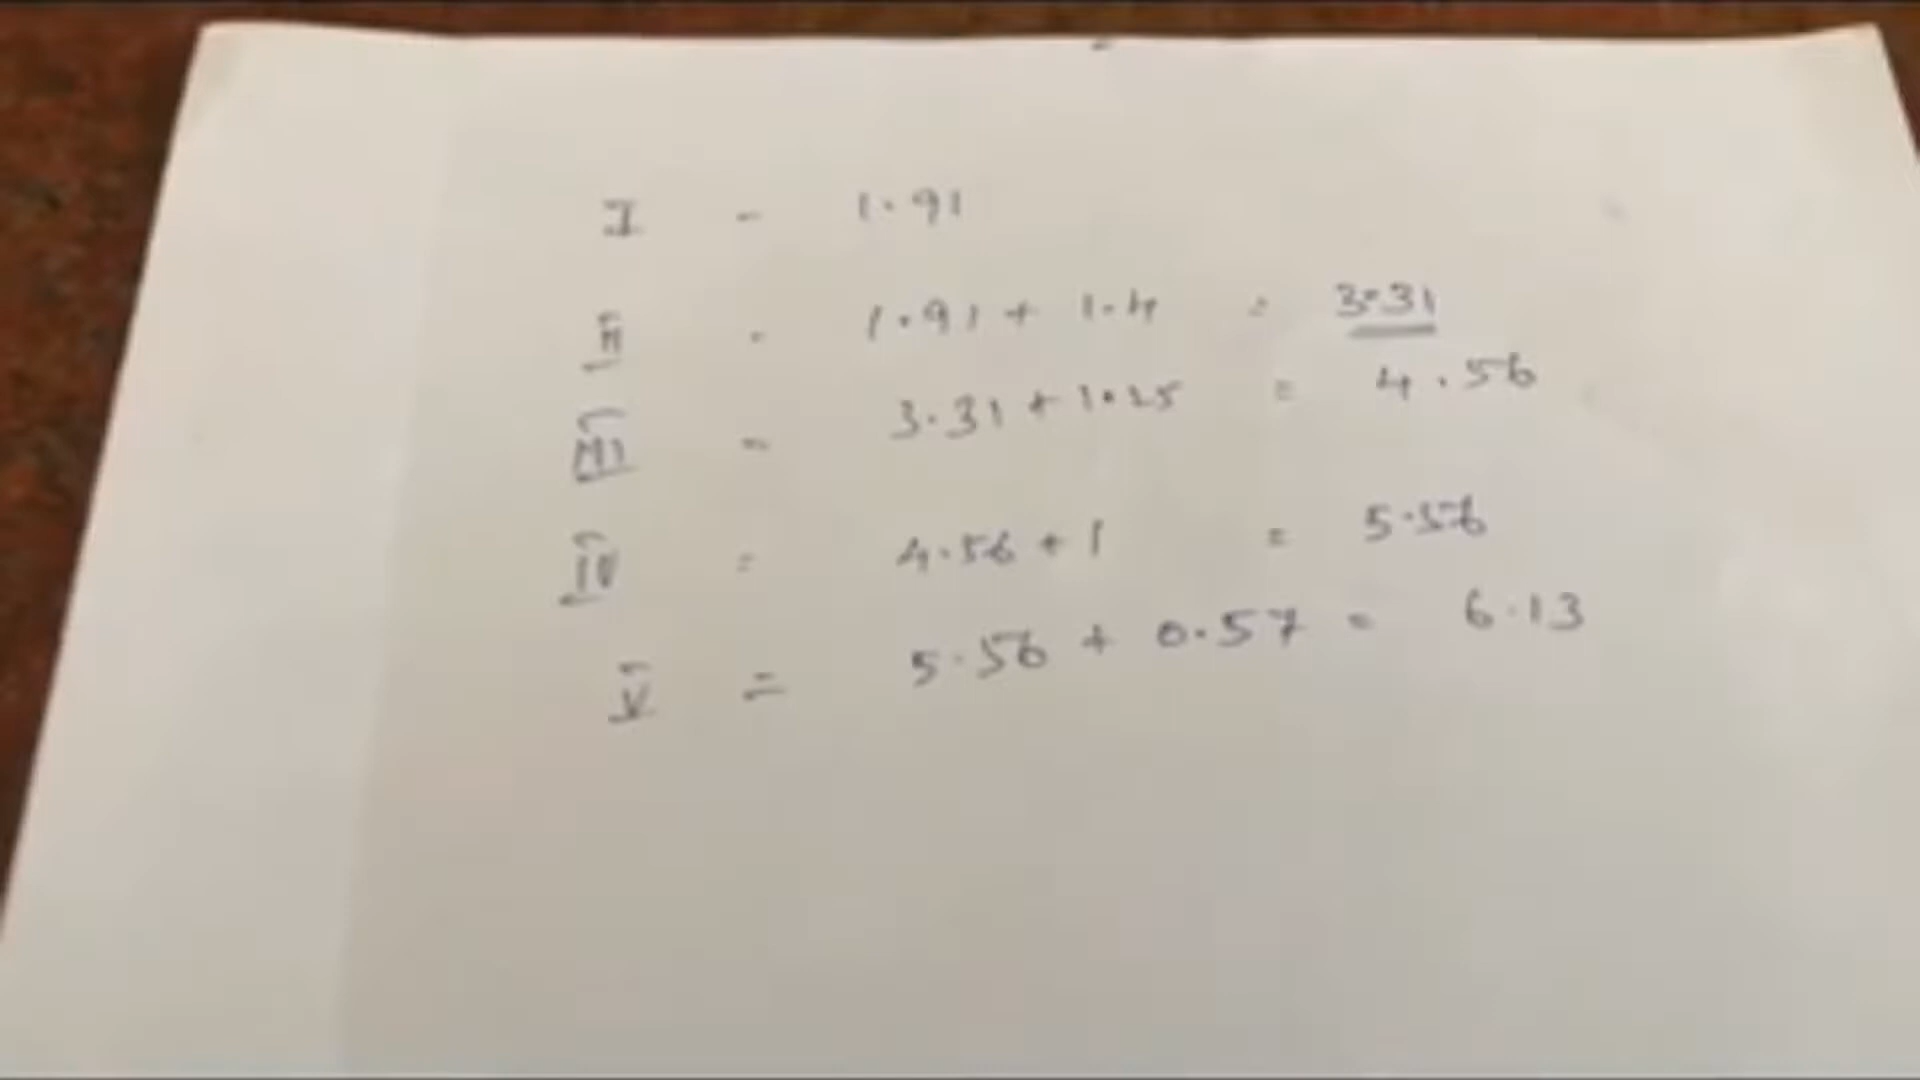 I - 1.91
II - 1.91 + 1.4 = 3.31
III = 3.31 + 1.25 = 4.56
IV = 4.56 + 1 = 5.56
V = 5.56 + 0.57 = 6.13